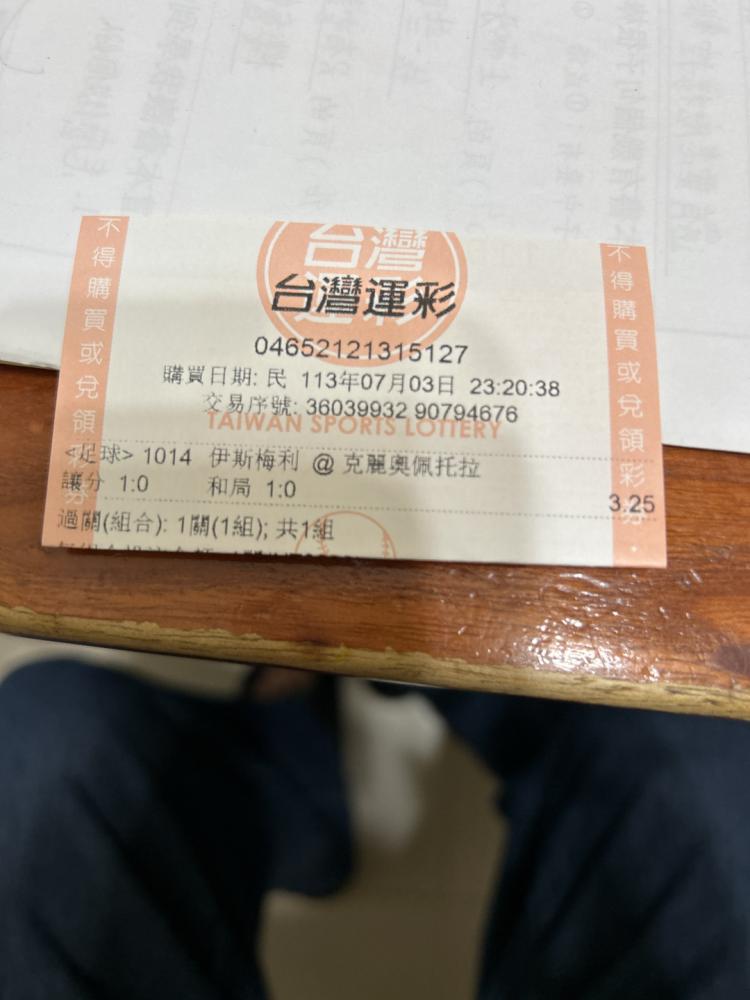 台灣運彩
台灣運彩
04652121315127
購買日期: 民 113年07月03日 23:20:38
交易序號: 36039932 90794676
TAIWAN SPORTS LOTTERY
<足球> 1014 伊斯梅利 @ 克麗奧佩托拉
讓分 1:0 和局 1:0 3.25
過關(組合): 1關(1組); 共1組
不得購買或兌領彩券
不得購買或兌領彩券